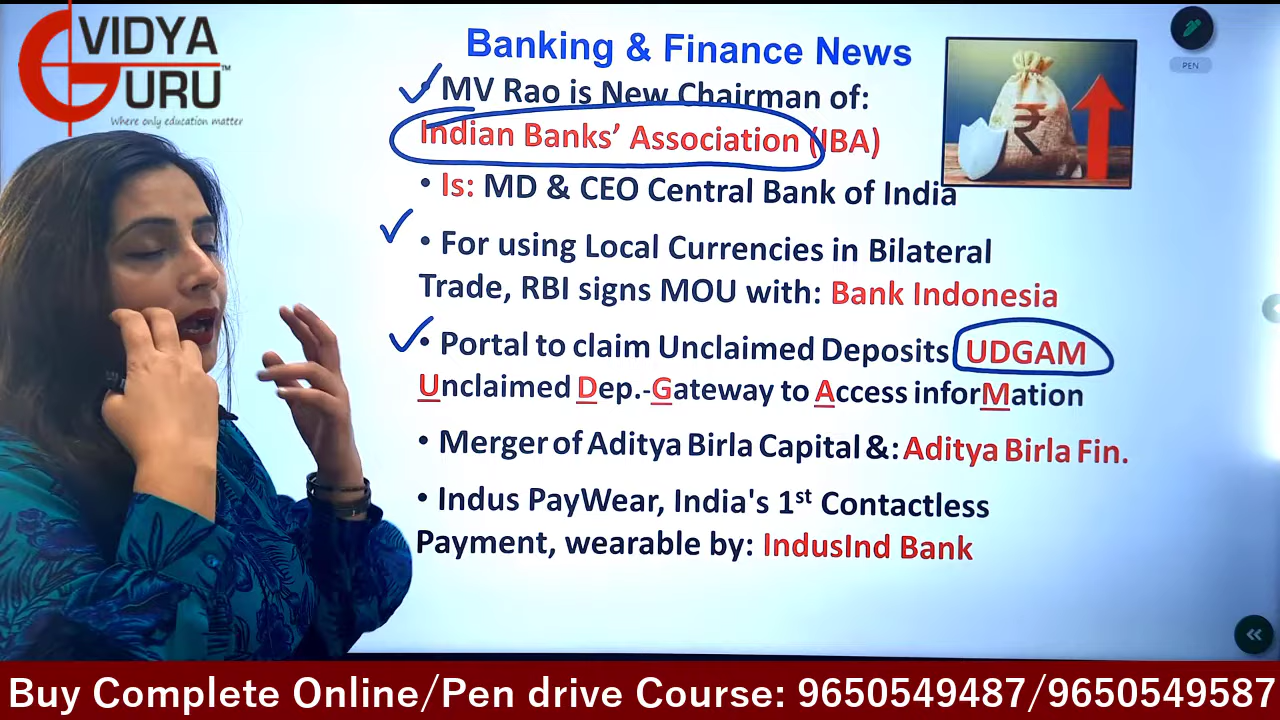 VIDYA
GURU™
Where only education matter
Banking & Finance News
PEN
MV Rao is New Chairman of:
Indian Banks' Association (IBA)
• Is: MD & CEO Central Bank of India
• For using Local Currencies in Bilateral
Trade, RBI signs MOU with: Bank Indonesia
• Portal to claim Unclaimed Deposits UDGAM
Unclaimed Dep.-Gateway to Access inforMation
• Merger of Aditya Birla Capital &: Aditya Birla Fin.
• Indus PayWear, India's 1st Contactless
Payment, wearable by: IndusInd Bank
Buy Complete Online/Pen drive Course: 9650549487/9650549587